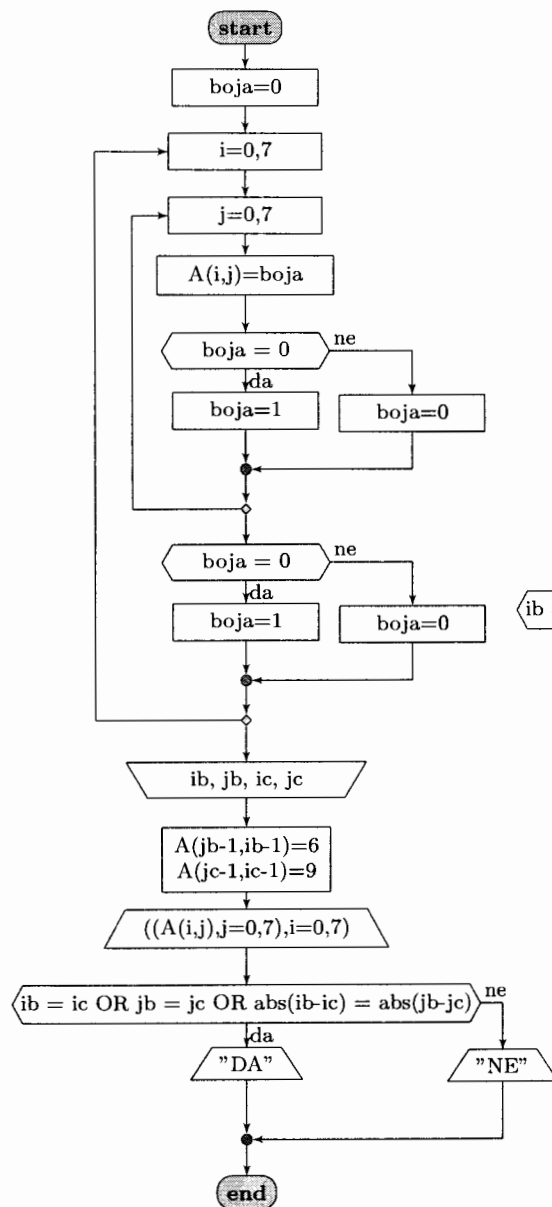 start
boja=0
i=0,7
j=0,7
A(i,j)=boja
boja = 0
ne
da
boja=1
boja=0
boja = 0
ne
da
boja=1
boja=0
ib
ib, jb, ic, jc
A(jb-1,ib-1)=6
A(jc-1,ic-1)=9
((A(i,j),j=0,7),i=0,7)
ib = ic OR jb = jc OR abs(ib-ic) = abs(jb-jc)
ne
da
"DA"
"NE"
end